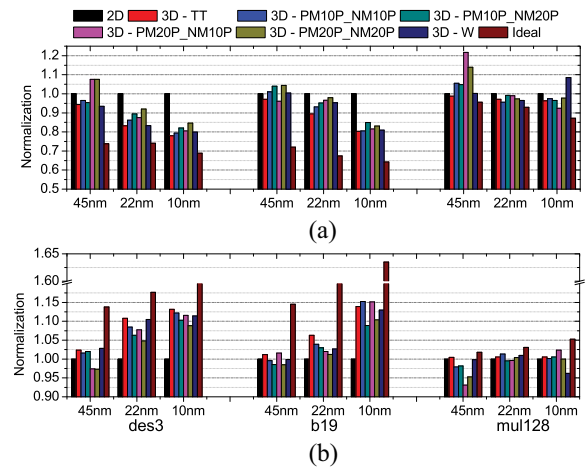 2D 3D - TT 3D - PM10P_NM10P 3D - PM10P_NM20P
3D - PM20P_NM10P 3D - PM20P_NM20P 3D - W Ideal
Normalization
1.2
1.1
1.0
0.9
0.8
0.7
0.6
0.5
45nm 22nm 10nm 45nm 22nm 10nm 45nm 22nm 10nm
(a)
Normalization
1.65
1.60
1.15
1.10
1.05
1.00
0.95
0.90
45nm 22nm 10nm 45nm 22nm 10nm 45nm 22nm 10nm
des3 b19 mul128
(b)